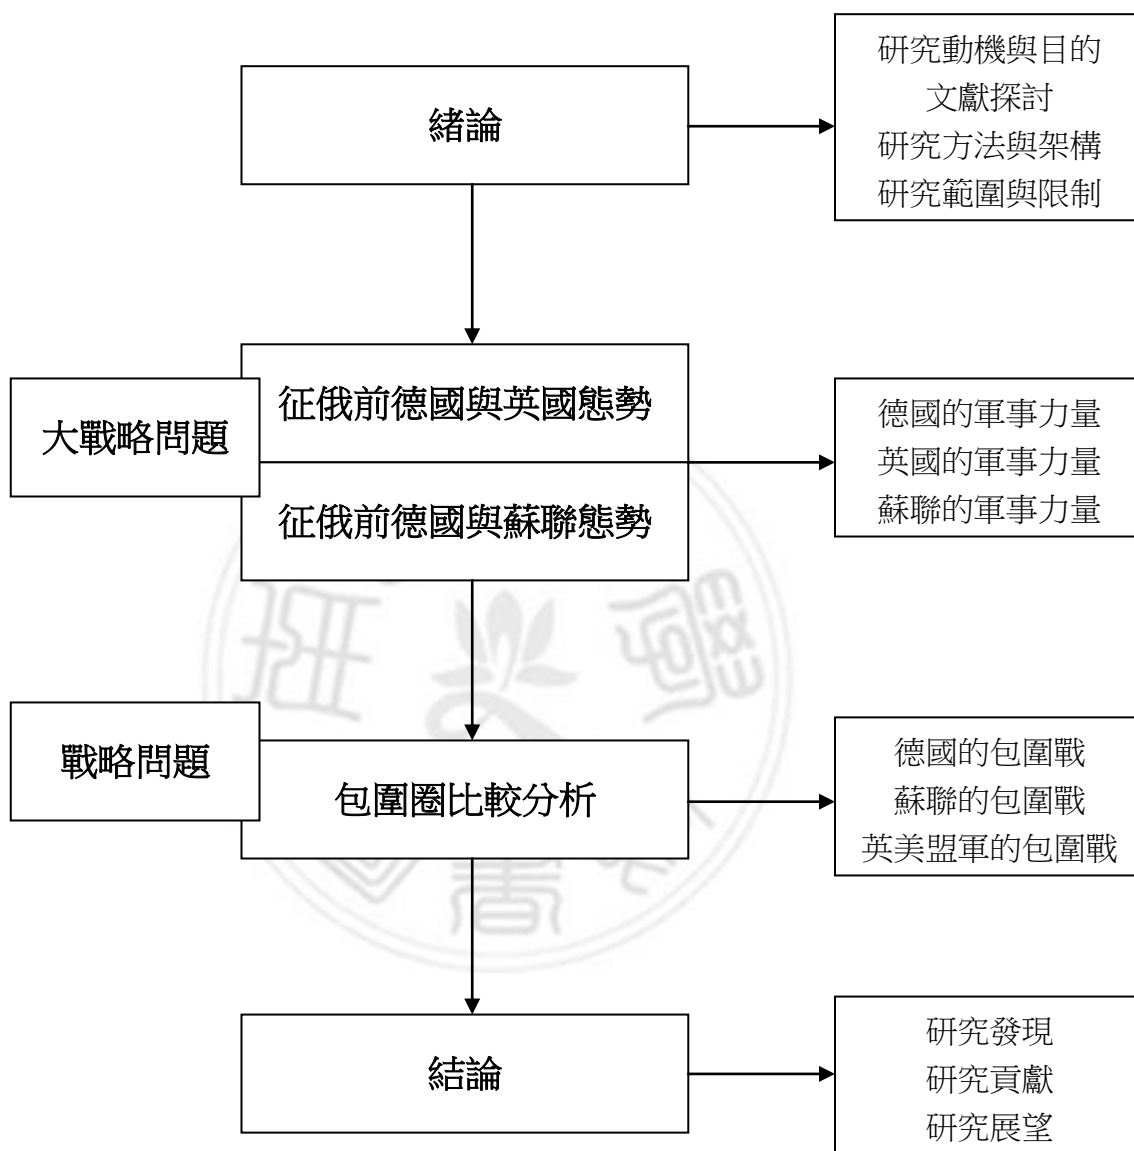 緒論
研究動機與目的
文獻探討
研究方法與架構
研究範圍與限制
大戰略問題
征俄前德國與英國態勢
征俄前德國與蘇聯態勢
德國的軍事力量
英國的軍事力量
蘇聯的軍事力量
戰略問題
包圍圈比較分析
德國的包圍戰
蘇聯的包圍戰
英美盟軍的包圍戰
結論
研究發現
研究貢獻
研究展望